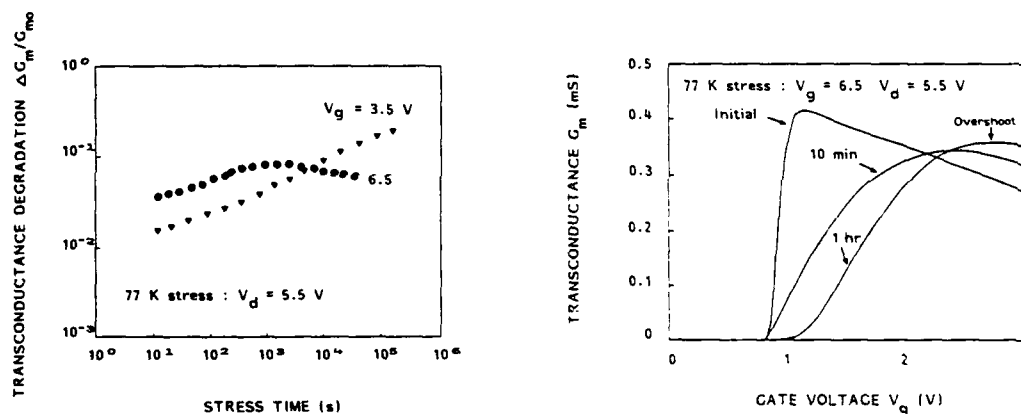 TRANSCONDUCTANCE DEGRADATION ΔGm/Gmo
10⁰
10⁻¹
10⁻²
10⁻³
Vg = 3.5 V
6.5
77 K stress : Vd = 5.5 V
10⁰ 10¹ 10² 10³ 10⁴ 10⁵ 10⁶
STRESS TIME (s)
TRANSCONDUCTANCE Gm (mS)
0.5
0.4
0.3
0.2
0.1
0
77 K stress : Vg = 6.5 Vd = 5.5 V
Initial
Overshoot
10 min
1 hr
0 1 2
GATE VOLTAGE Vg (V)